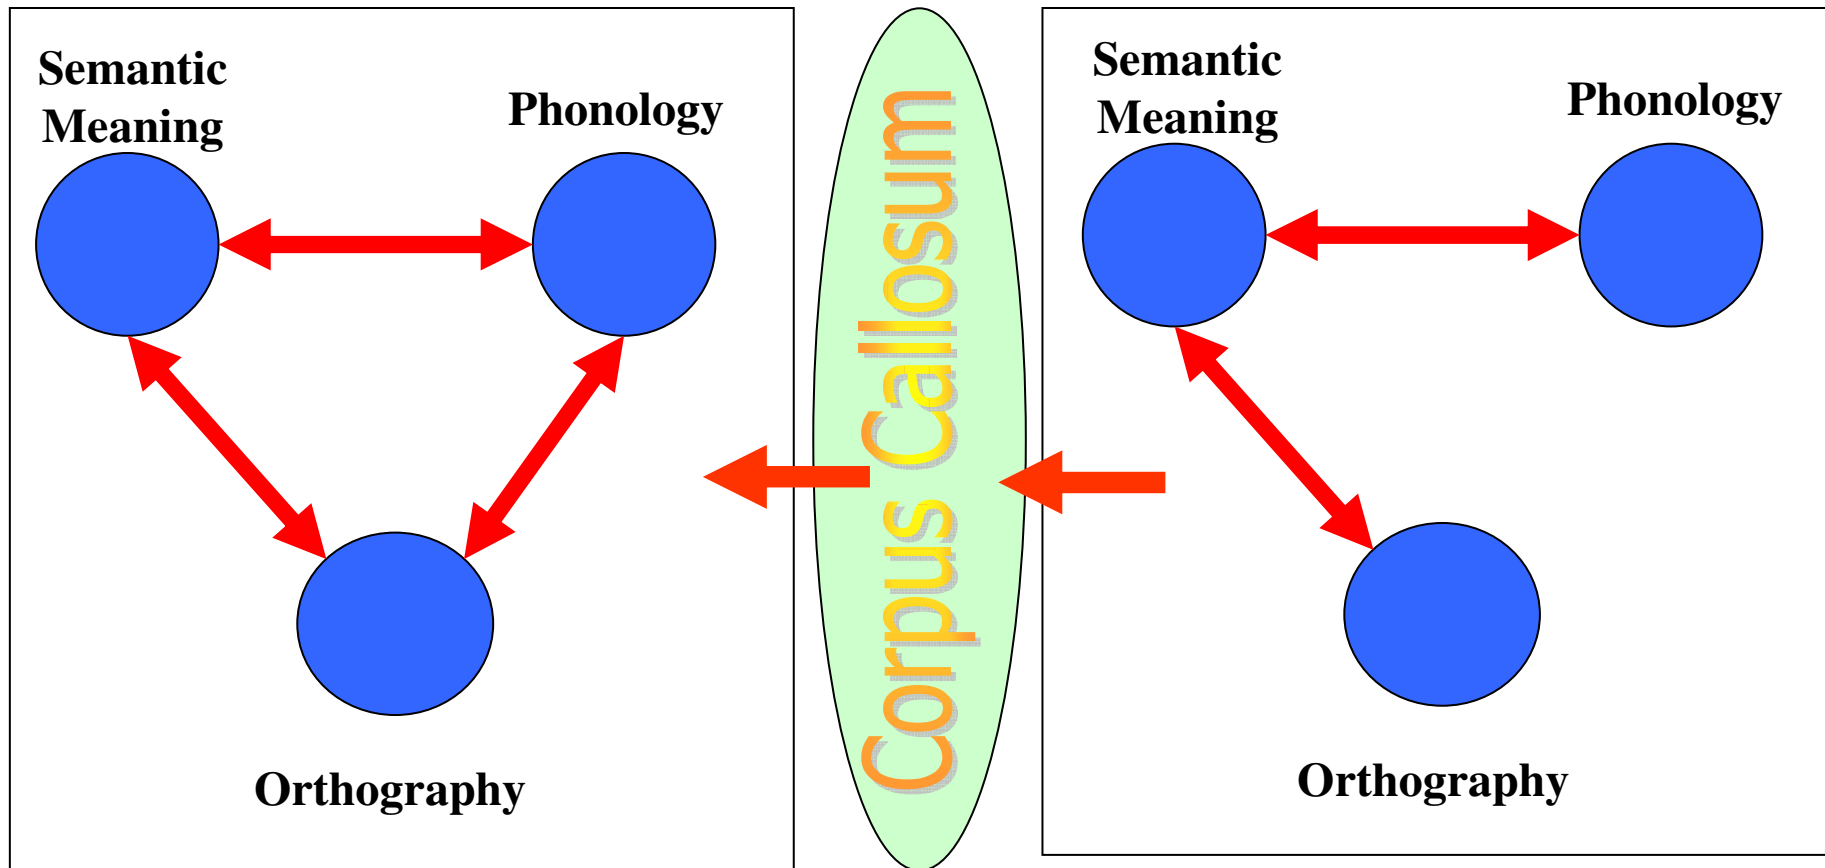 Semantic
Meaning
Phonology
Orthography
Corpus Callosum
Semantic
Meaning
Phonology
Orthography